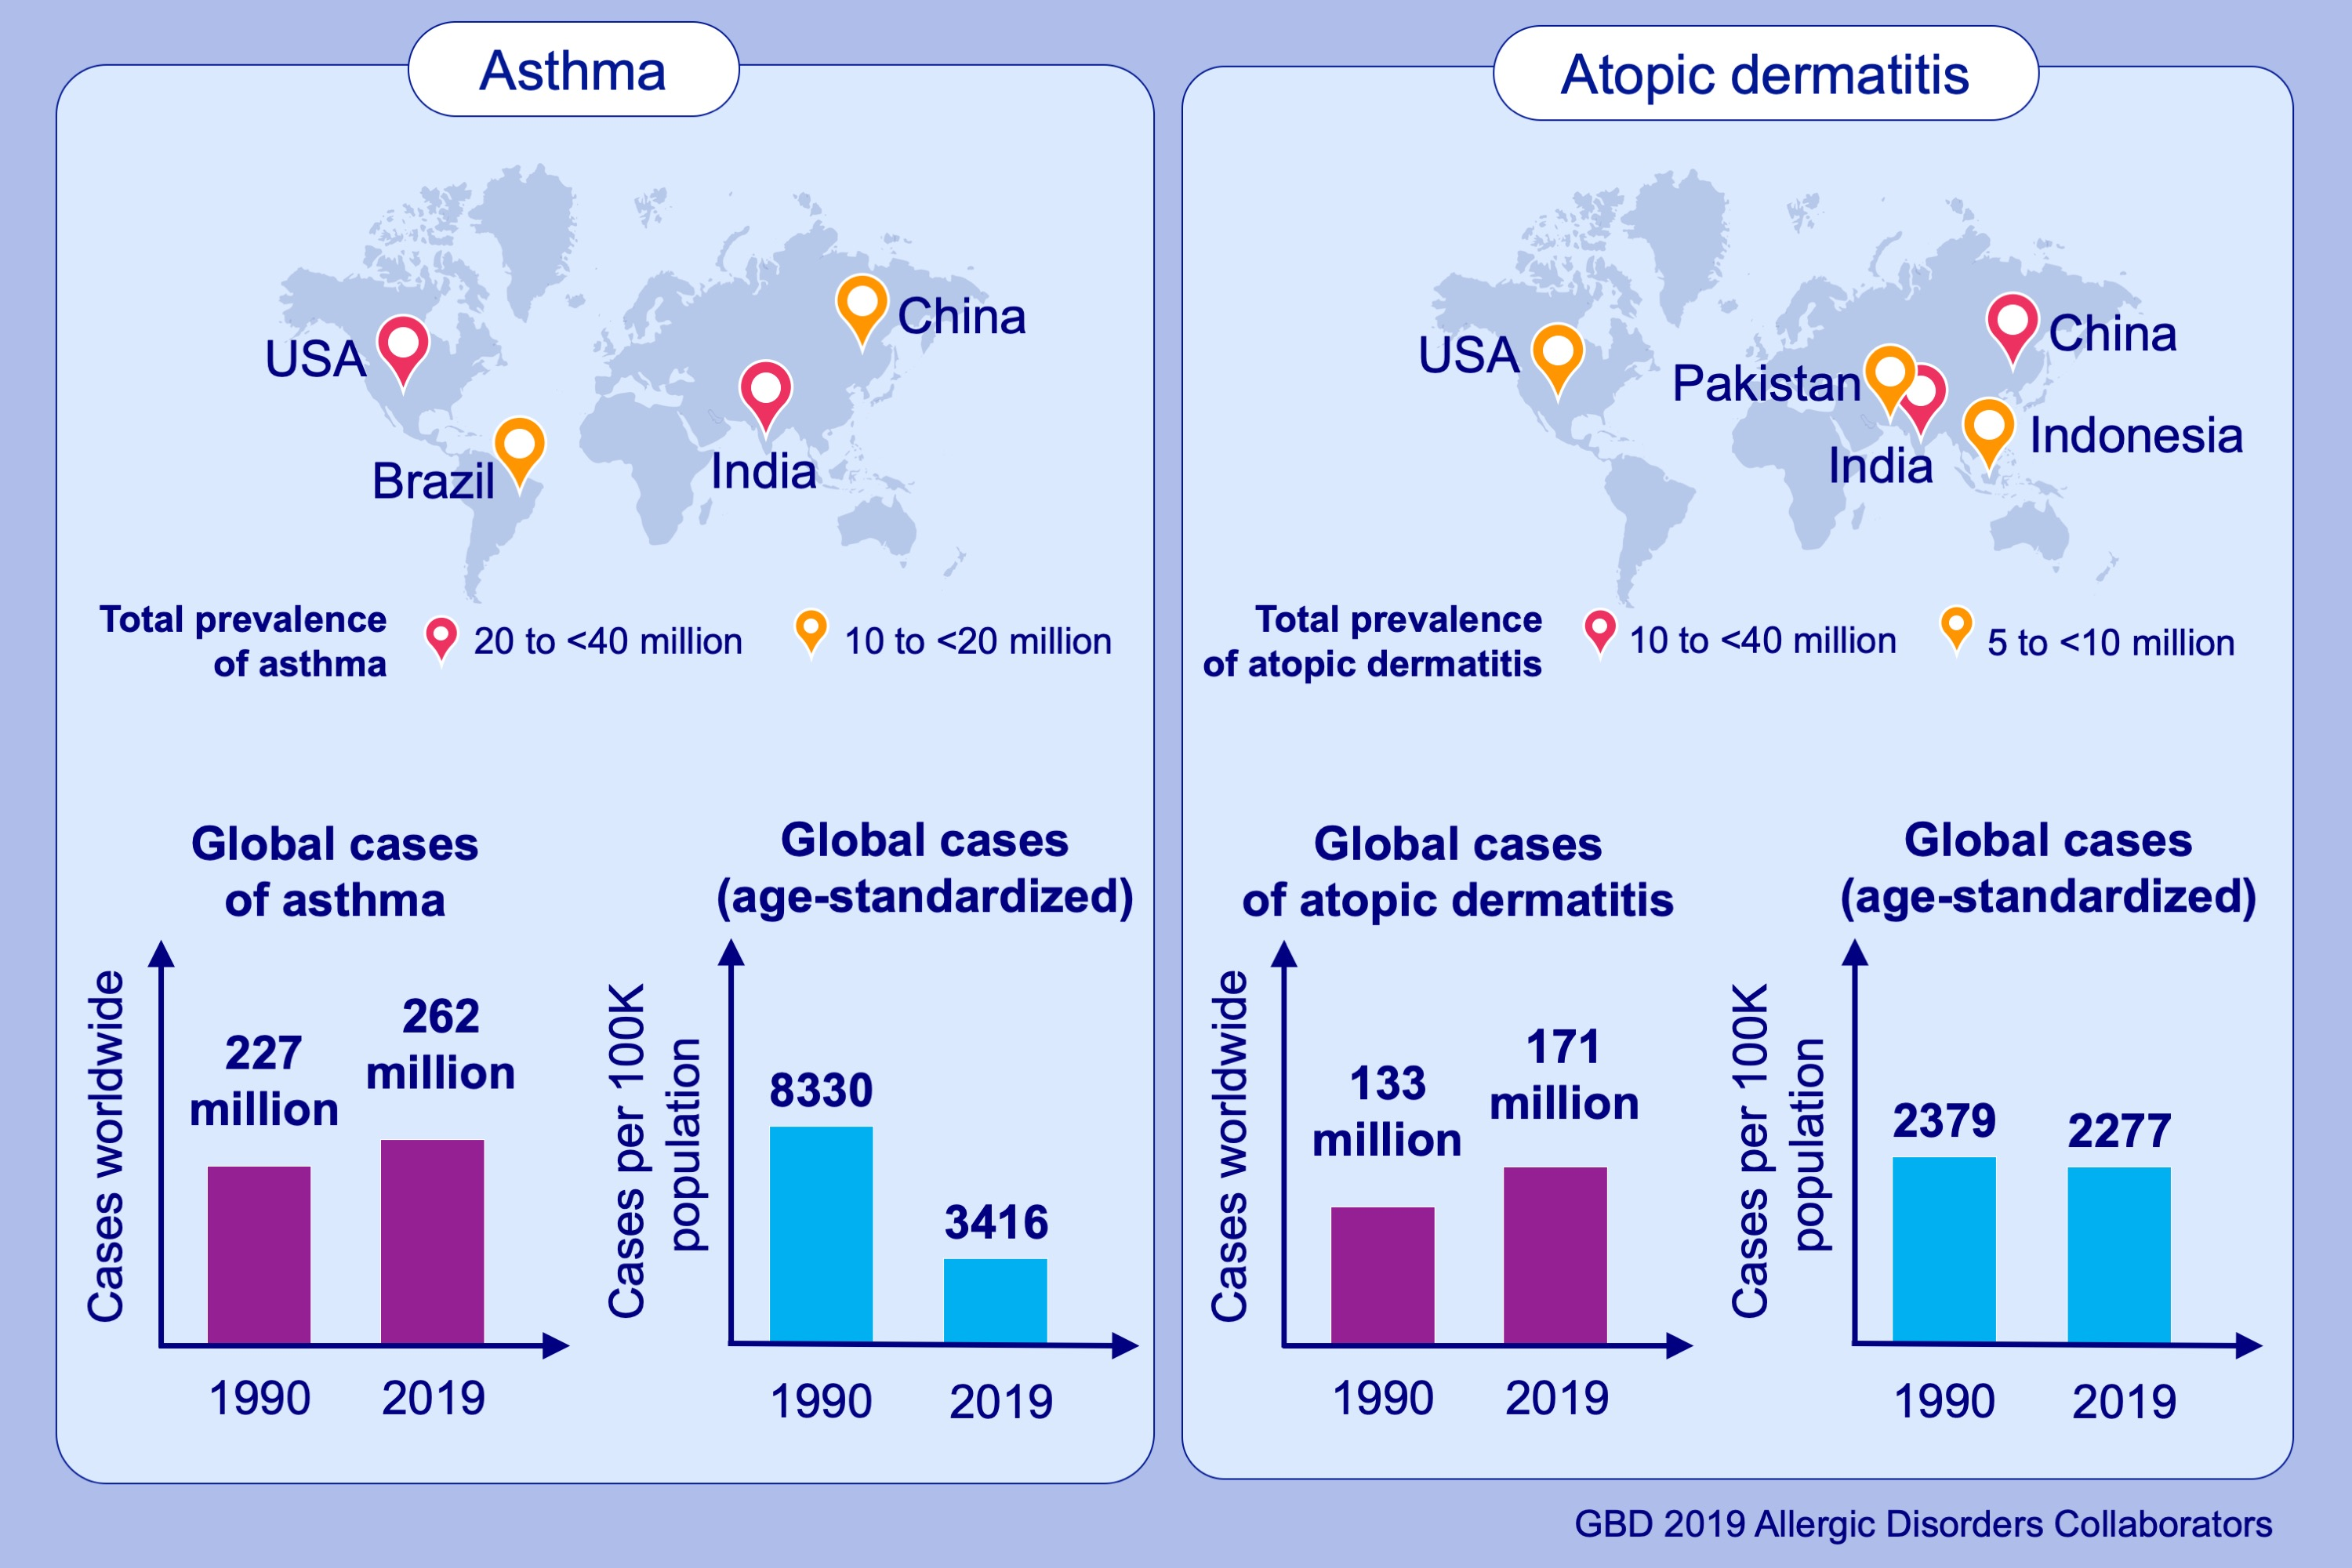 Asthma
USA
Brazil
India
China
Total prevalence
of asthma
20 to <40 million
10 to <20 million
Global cases
of asthma
Cases worldwide
227
million
262
million
1990
2019
Global cases
(age-standardized)
Cases per 100K
population
8330
3416
1990
2019
Atopic dermatitis
USA
Pakistan
India
China
Indonesia
Total prevalence
of atopic dermatitis
10 to <40 million
5 to <10 million
Global cases
of atopic dermatitis
Cases worldwide
133
million
171
million
1990
2019
Global cases
(age-standardized)
Cases per 100K
population
2379
2277
1990
2019
GBD 2019 Allergic Disorders Collaborators